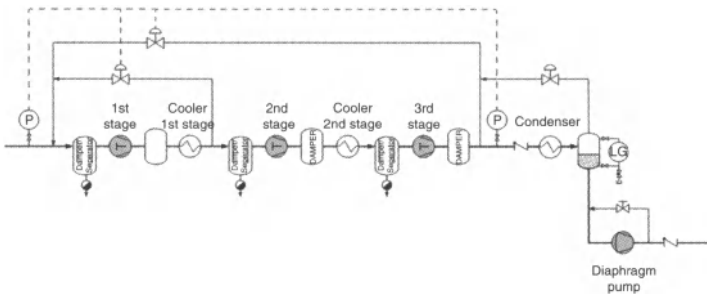 P
1st
stage
Cooler
1st stage
2nd
stage
Cooler
2nd stage
3rd
stage
P
Condenser
Damper
Separator
T
Damper
Separator
T
DAMPER
Damper
Separator
T
DAMPER
LG
Diaphragm
pump